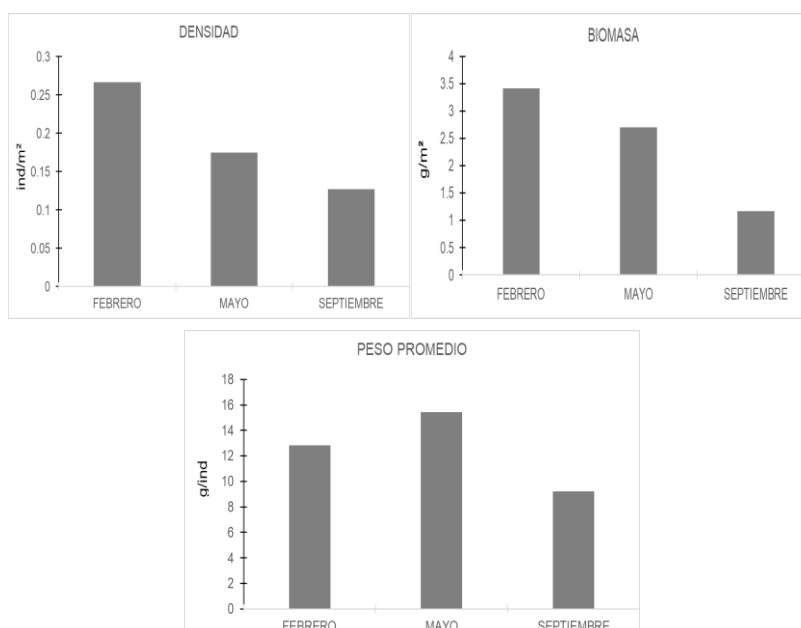 DENSIDAD
ind/m²
0.3
0.25
0.2
0.15
0.1
0.05
0
FEBRERO MAYO SEPTIEMBRE
BIOMASA
g/m²
4
3.5
3
2.5
2
1.5
1
0.5
0
FEBRERO MAYO SEPTIEMBRE
PESO PROMEDIO
g/ind
18
16
14
12
10
8
6
4
2
0
FEBRERO MAYO SEPTIEMBRE